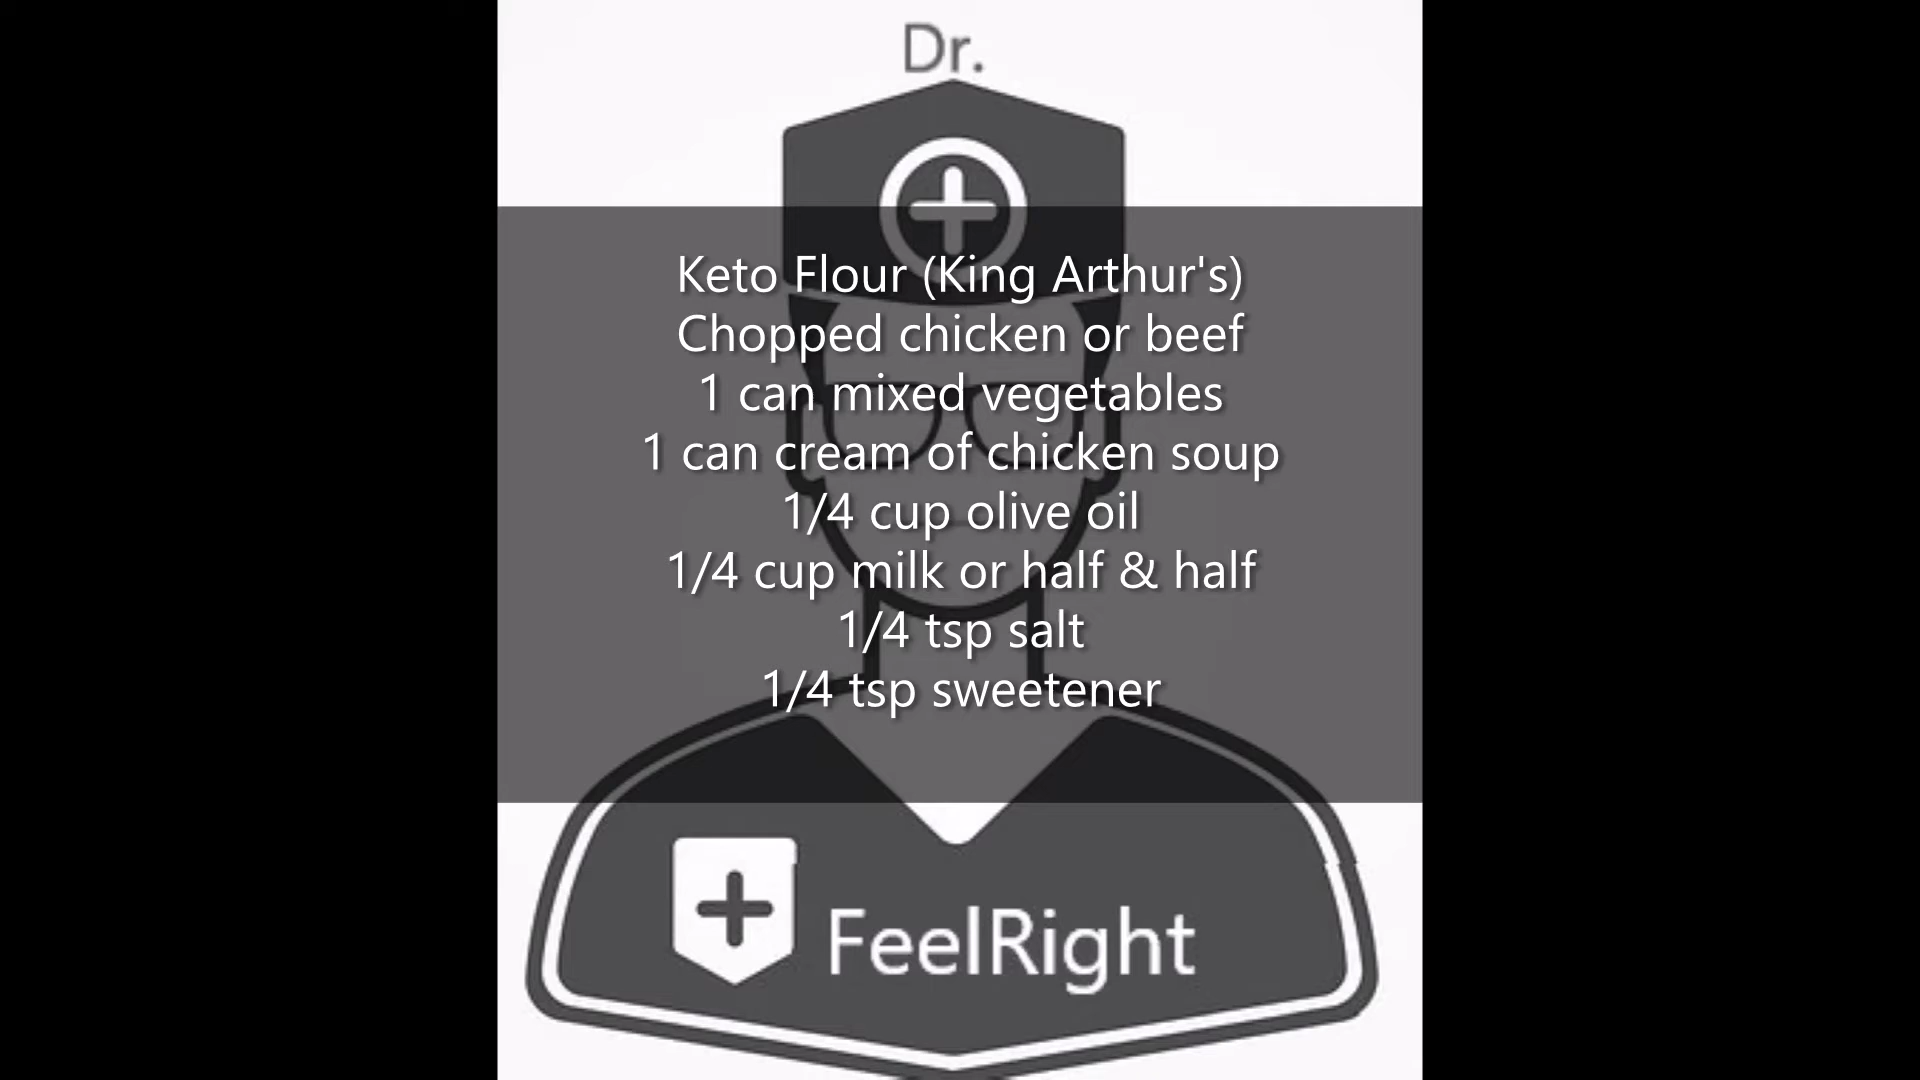 Dr.
Keto Flour (King Arthur's)
Chopped chicken or beef
1 can mixed vegetables
1 can cream of chicken soup
1/4 cup olive oil
1/4 cup milk or half & half
1/4 tsp salt
1/4 tsp sweetener
FeelRight